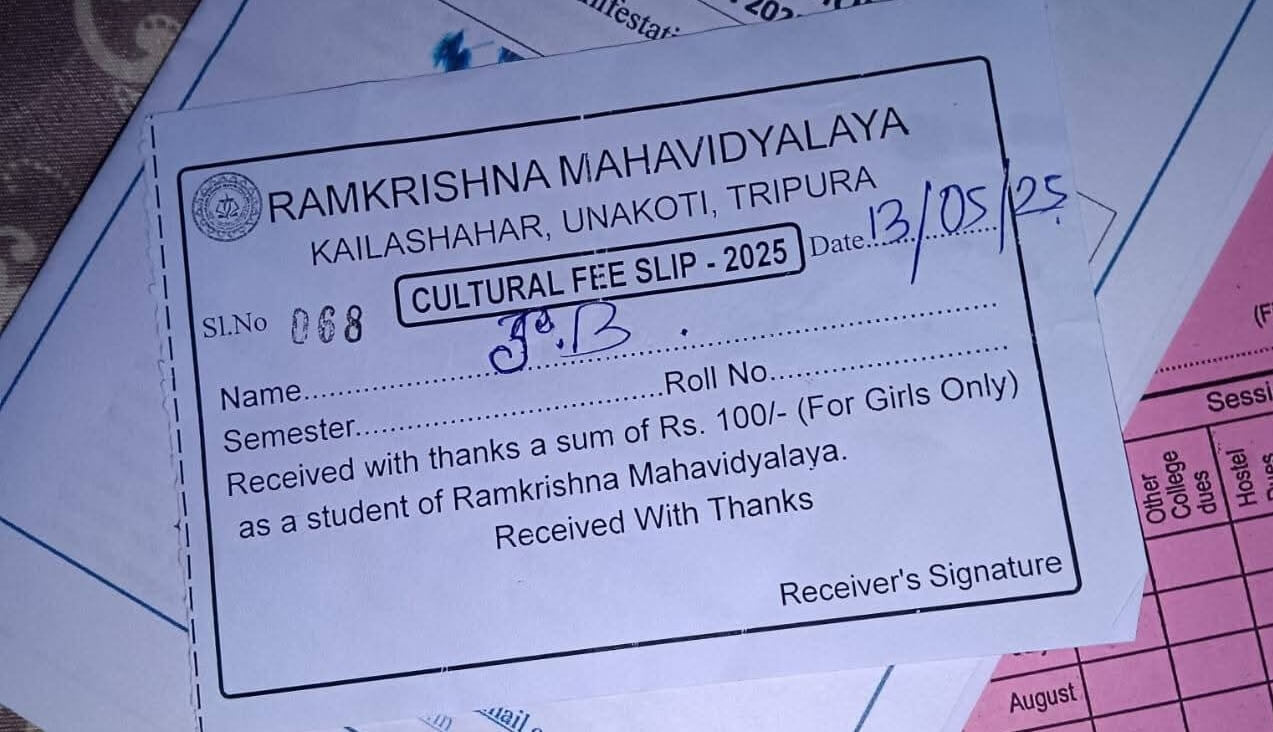 RAMKRISHNA MAHAVIDYALAYA
KAILASHAHAR, UNAKOTI, TRIPURA
CULTURAL FEE SLIP - 2025 Date 13/05/25
Sl.No 068
Name....................
Semester....................Roll No....................
Received with thanks a sum of Rs. 100/- (For Girls Only)
as a student of Ramkrishna Mahavidyalaya.
Received With Thanks
Receiver's Signature
Other
College
dues
Hostel
August